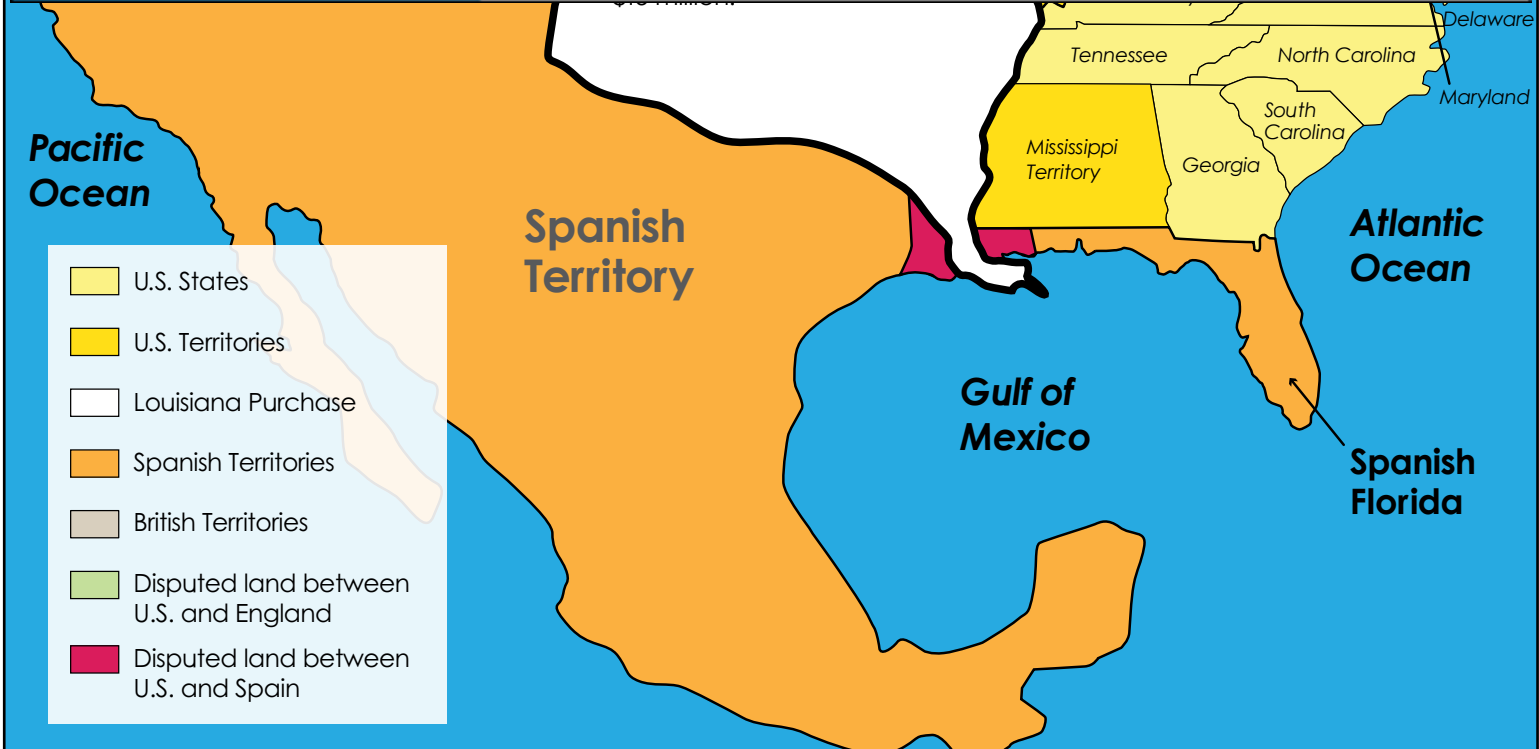 Delaware
Tennessee
North Carolina
Maryland
South
Carolina
Mississippi
Territory
Georgia
Pacific
Ocean
Spanish
Territory
Atlantic
Ocean
U.S. States
U.S. Territories
Louisiana Purchase
Spanish Territories
British Territories
Disputed land between
U.S. and England
Disputed land between
U.S. and Spain
Gulf of
Mexico
Spanish
Florida